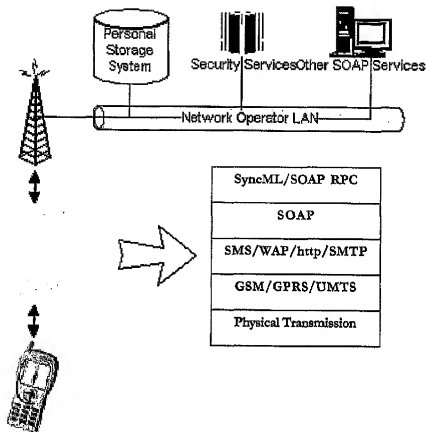 Personal
Storage
System
Security Services
Other SOAP Services
Network Operator LAN
SyncML/SOAP RPC
SOAP
SMS/WAP/http/SMTP
GSM/GPRS/UMTS
Physical Transmission